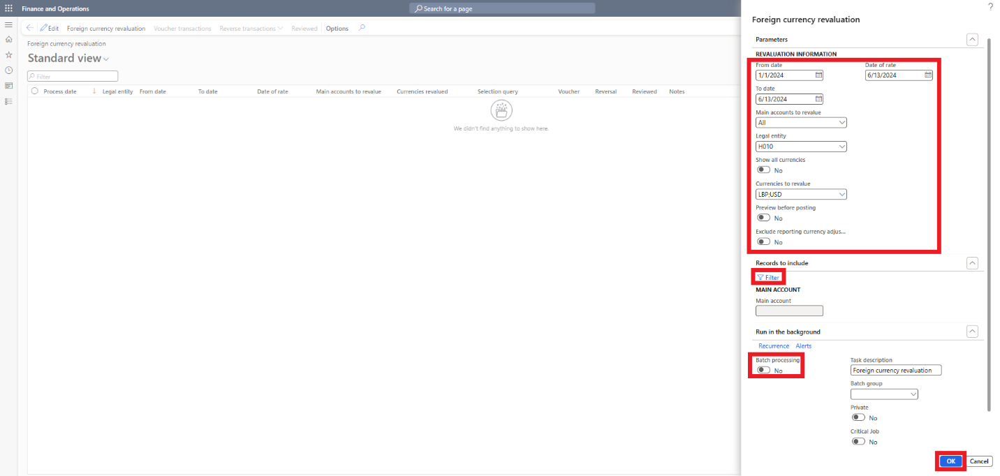 Finance and Operations
Search for a page
?
Edit Foreign currency revaluation Voucher transactions Reverse transactions Reviewed Options
Foreign currency revaluation
Standard view
Filter
Process date Legal entity From date To date Date of rate Main accounts to revalue Currencies revalued Selection query Voucher Reversal Reviewed Notes
We didn't find anything to show here.
Foreign currency revaluation
Parameters
REVALUATION INFORMATION
From date Date of rate
1/1/2024 6/13/2024
To date
6/13/2024
Main accounts to revalue
All
Legal entity
H010
Show all currencies
No
Currencies to revalue
LBP;USD
Preview before posting
No
Exclude reporting currency adjus...
No
Records to include
Filter
MAIN ACCOUNT
Main account
Run in the background
Recurrence Alerts
Batch processing Task description
No Foreign currency revaluation
Batch group
Private
No
Critical Job
No
OK Cancel